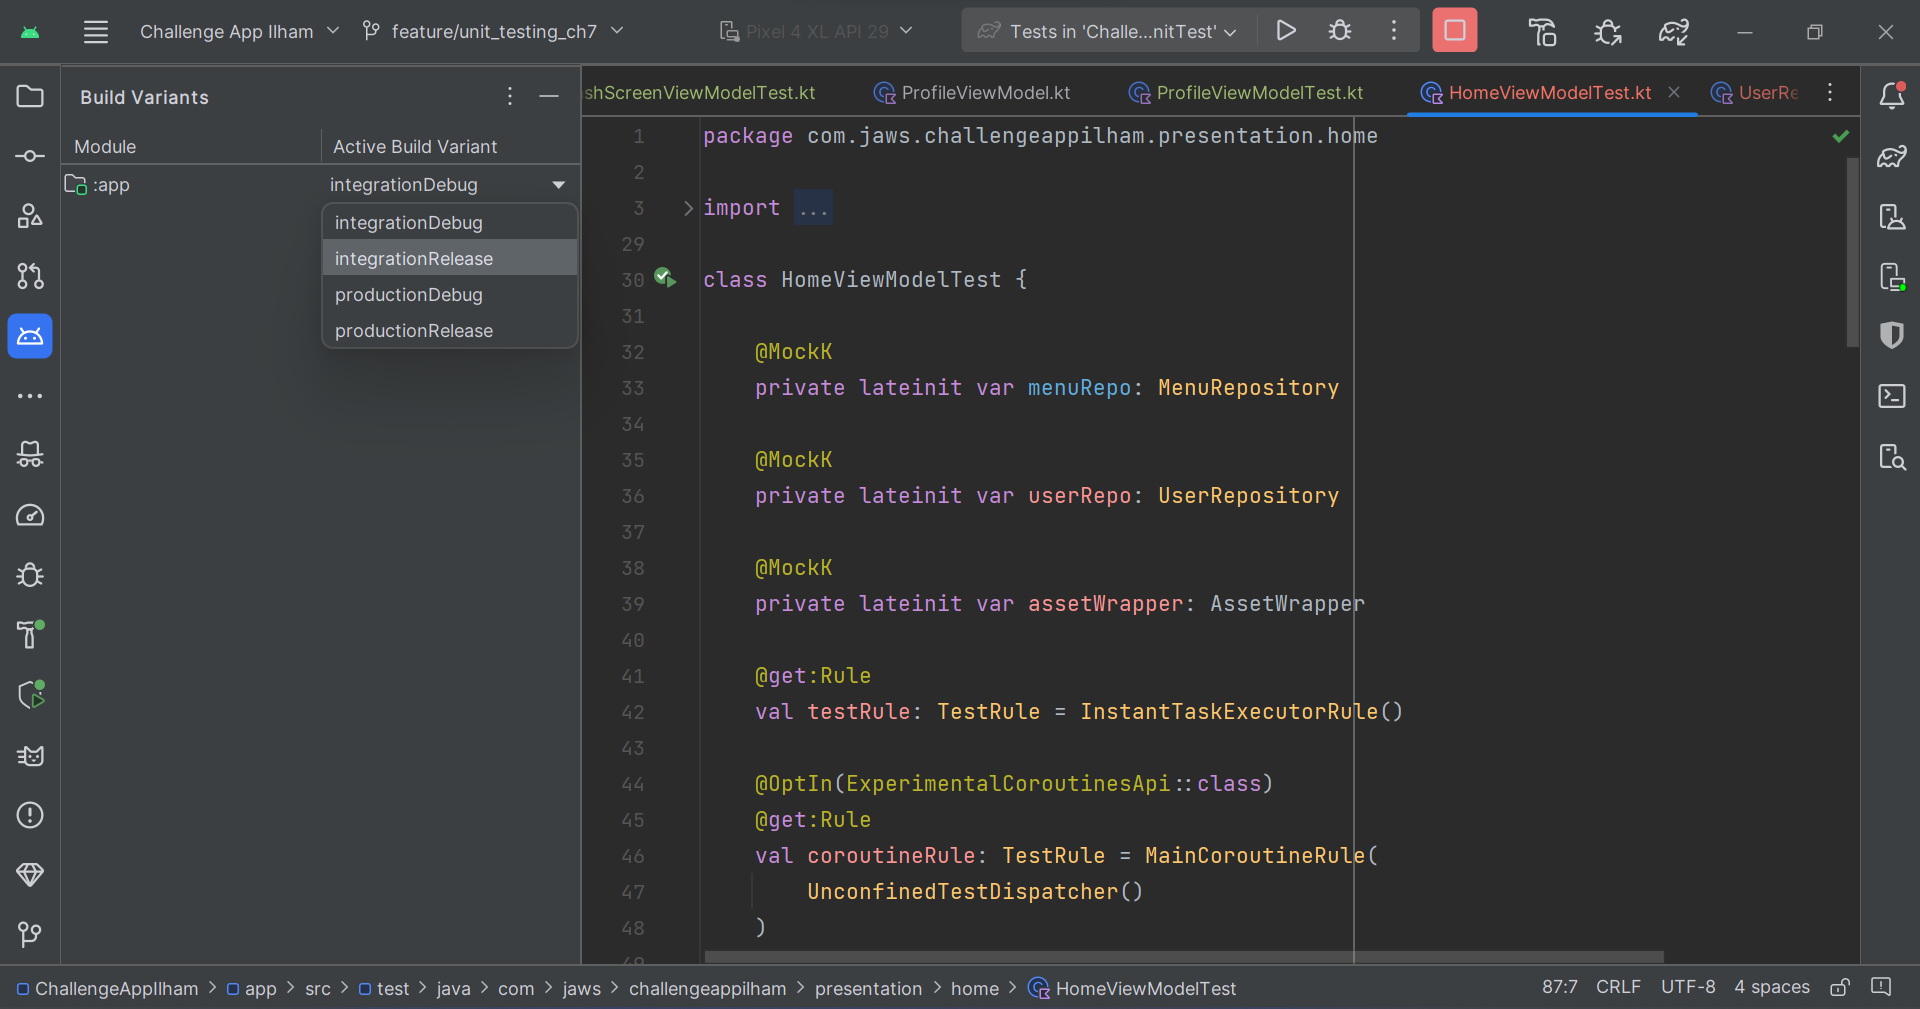 Challenge App Ilham
feature/unit_testing_ch7
Pixel 4 XL API 29
Tests in 'Challe...nitTest'
Build Variants
Module
Active Build Variant
:app
integrationDebug
integrationDebug
integrationRelease
productionDebug
productionRelease
shScreenViewModelTest.kt
ProfileViewModel.kt
ProfileViewModelTest.kt
HomeViewModelTest.kt
UserRe
1 package com.jaws.challengeappilham.presentation.home
2
3 import ...
29
30 class HomeViewModelTest {
31
32 @MockK
33 private lateinit var menuRepo: MenuRepository
34
35 @MockK
36 private lateinit var userRepo: UserRepository
37
38 @MockK
39 private lateinit var assetWrapper: AssetWrapper
40
41 @get:Rule
42 val testRule: TestRule = InstantTaskExecutorRule()
43
44 @OptIn(ExperimentalCoroutinesApi::class)
45 @get:Rule
46 val coroutineRule: TestRule = MainCoroutineRule(
47 UnconfinedTestDispatcher()
48 )
ChallengeAppIlham > app > src > test > java > com > jaws > challengeappilham > presentation > home > HomeViewModelTest
87:7 CRLF UTF-8 4 spaces